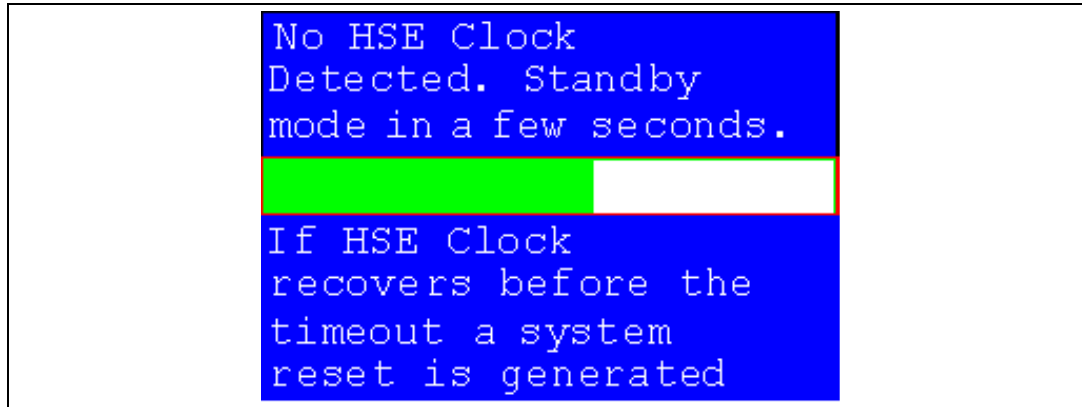 No HSE Clock
Detected. Standby
mode in a few seconds.
If HSE Clock
recovers before the
timeout a system
reset is generated